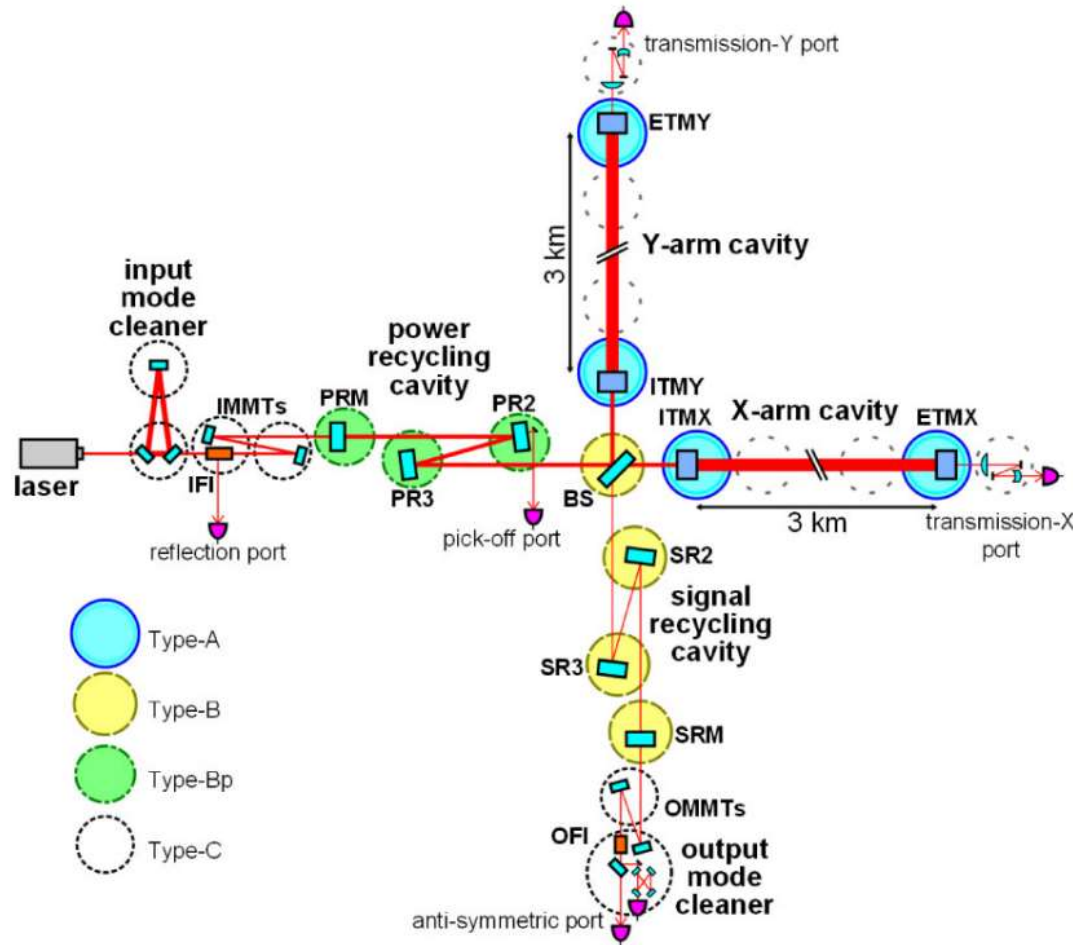 transmission-Y port
ETMY
3 km
Y-arm cavity
input
mode
cleaner
power
recycling
cavity
ITMY
IMMTs
PRM
PR2
ITMX
X-arm cavity
ETMX
laser
IFI
PR3
BS
3 km
transmission-X
port
reflection port
pick-off port
SR2
signal
recycling
cavity
SR3
Type-A
Type-B
SRM
Type-Bp
OMMTs
Type-C
OFI
output
mode
cleaner
anti-symmetric port